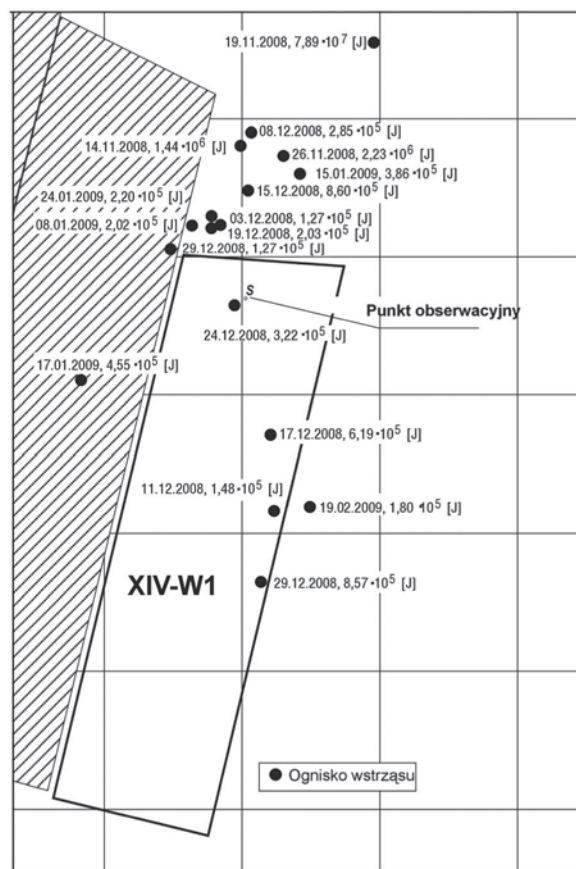 19.11.2008, 7,89•10⁷ [J]
08.12.2008, 2,85•10⁵ [J]
14.11.2008, 1,44•10⁶ [J]
26.11.2008, 2,23•10⁶ [J]
15.01.2009, 3,86•10⁵ [J]
15.12.2008, 8,60•10⁵ [J]
24.01.2009, 2,20•10⁵ [J]
03.12.2008, 1,27•10⁵ [J]
08.01.2009, 2,02•10⁵ [J]
19.12.2008, 2,03•10⁵ [J]
29.12.2008, 1,27•10⁵ [J]
S
Punkt obserwacyjny
24.12.2008, 3,22•10⁵ [J]
17.01.2009, 4,55•10⁵ [J]
17.12.2008, 6,19•10⁵ [J]
11.12.2008, 1,48•10⁵ [J]
19.02.2009, 1,80•10⁵ [J]
XIV-W1
29.12.2008, 8,57•10⁵ [J]
Ognisko wstrząsu